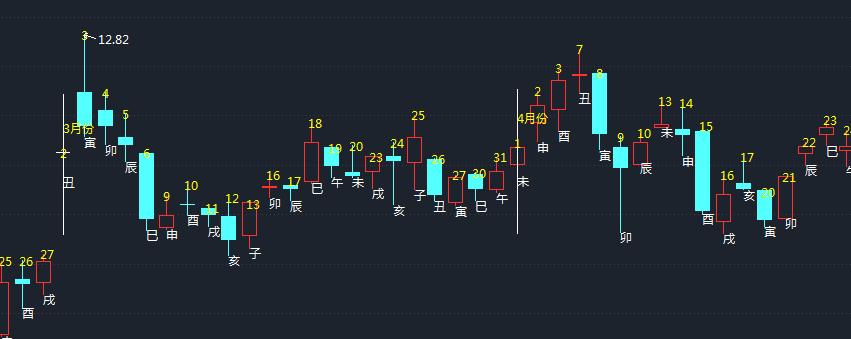 25
26
酉
27
戌
3月份
2
丑
3
12.82
寅
4
卯
5
辰
6
巳
9
申
10
酉
11
戌
12
亥
13
子
16
卯
17
辰
18
巳
19
午
20
未
23
戌
24
亥
25
子
26
丑
27
寅
30
巳
31
午
4月份
1
未
2
申
3
酉
7
丑
8
寅
9
卯
10
辰
13
未
14
申
15
酉
16
戌
17
亥
20
寅
21
卯
22
辰
23
巳